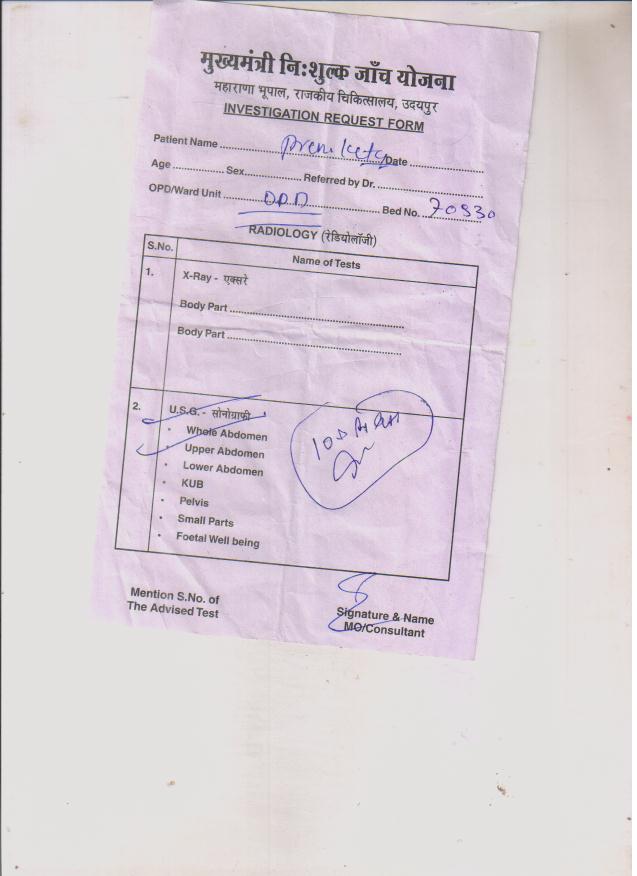 मुख्यमंत्री निःशुल्क जाँच योजना
महाराणा भूपाल, राजकीय चिकित्सालय, उदयपुर
INVESTIGATION REQUEST FORM
Patient Name ........ Prem ........ Date ........
Age ........ Sex ........ Referred by Dr. ........
OPD/Ward Unit ........ OPD ........ Bed No. 70530
RADIOLOGY (रेडियोलॉजी)
S.No. Name of Tests
1. X-Ray - एक्सरे
Body Part ........
Body Part ........
2. U.S.G. - सोनोग्राफी
• Whole Abdomen
• Upper Abdomen
• Lower Abdomen
• KUB
• Pelvis
• Small Parts
• Foetal Well being
Mention S.No. of
The Advised Test
Signature & Name
MO/Consultant